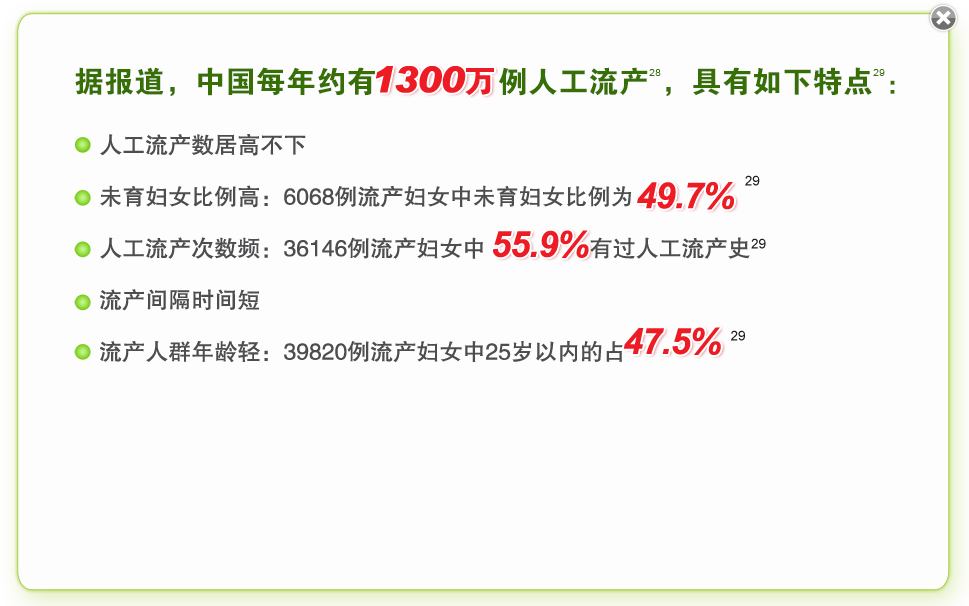 据报道，中国每年约有1300万例人工流产28，具有如下特点29：
人工流产数居高不下
未育妇女比例高：6068例流产妇女中未育妇女比例为49.7% 29
人工流产次数频：36146例流产妇女中55.9%有过人工流产史29
流产间隔时间短
流产人群年龄轻：39820例流产妇女中25岁以内的占47.5% 29